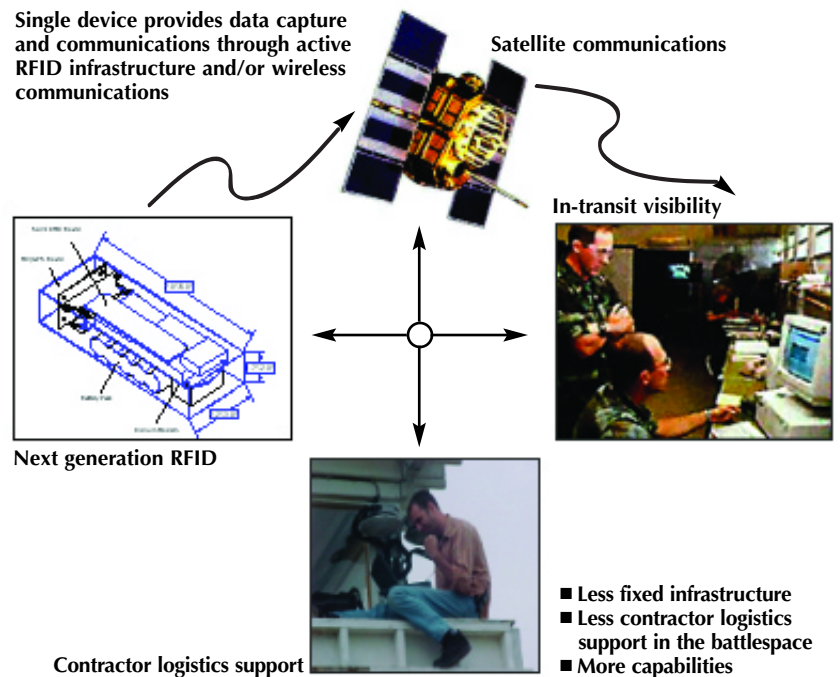 Single device provides data capture
and communications through active
RFID infrastructure and/or wireless
communications
Satellite communications
In-transit visibility
Next generation RFID
Contractor logistics support
■ Less fixed infrastructure
■ Less contractor logistics
support in the battlespace
■ More capabilities